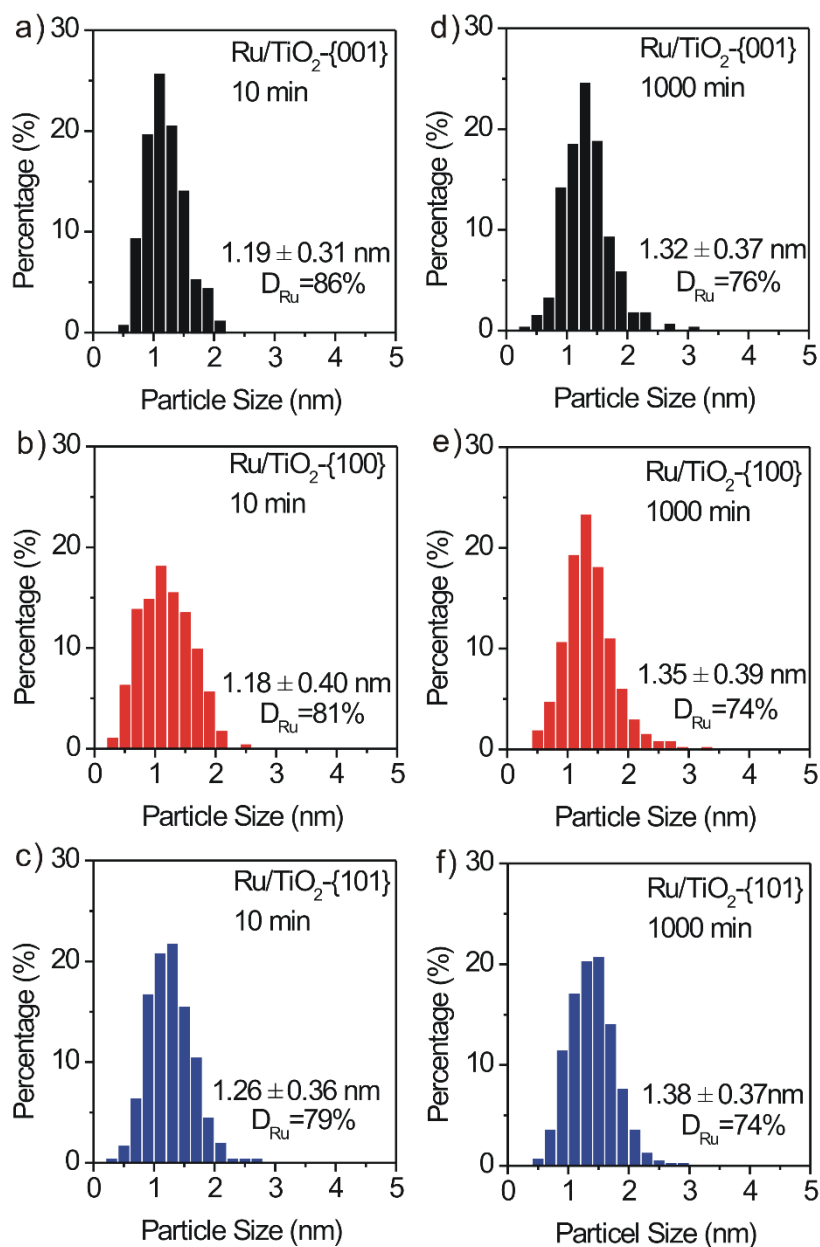 a)
30
20
10
0
Percentage (%)
Ru/TiO₂-{001}
10 min
1.19 ± 0.31 nm
D_Ru=86%
0 1 2 3 4 5
Particle Size (nm)
d)
30
20
10
0
Percentage (%)
Ru/TiO₂-{001}
1000 min
1.32 ± 0.37 nm
D_Ru=76%
0 1 2 3 4 5
Particle Size (nm)
b)
30
20
10
0
Percentage (%)
Ru/TiO₂-{100}
10 min
1.18 ± 0.40 nm
D_Ru=81%
0 1 2 3 4 5
Particle Size (nm)
e)
30
20
10
0
Percentage (%)
Ru/TiO₂-{100}
1000 min
1.35 ± 0.39 nm
D_Ru=74%
0 1 2 3 4 5
Particle Size (nm)
c)
30
20
10
0
Percentage (%)
Ru/TiO₂-{101}
10 min
1.26 ± 0.36 nm
D_Ru=79%
0 1 2 3 4 5
Particle Size (nm)
f)
30
20
10
0
Percentage (%)
Ru/TiO₂-{101}
1000 min
1.38 ± 0.37nm
D_Ru=74%
0 1 2 3 4 5
Particel Size (nm)